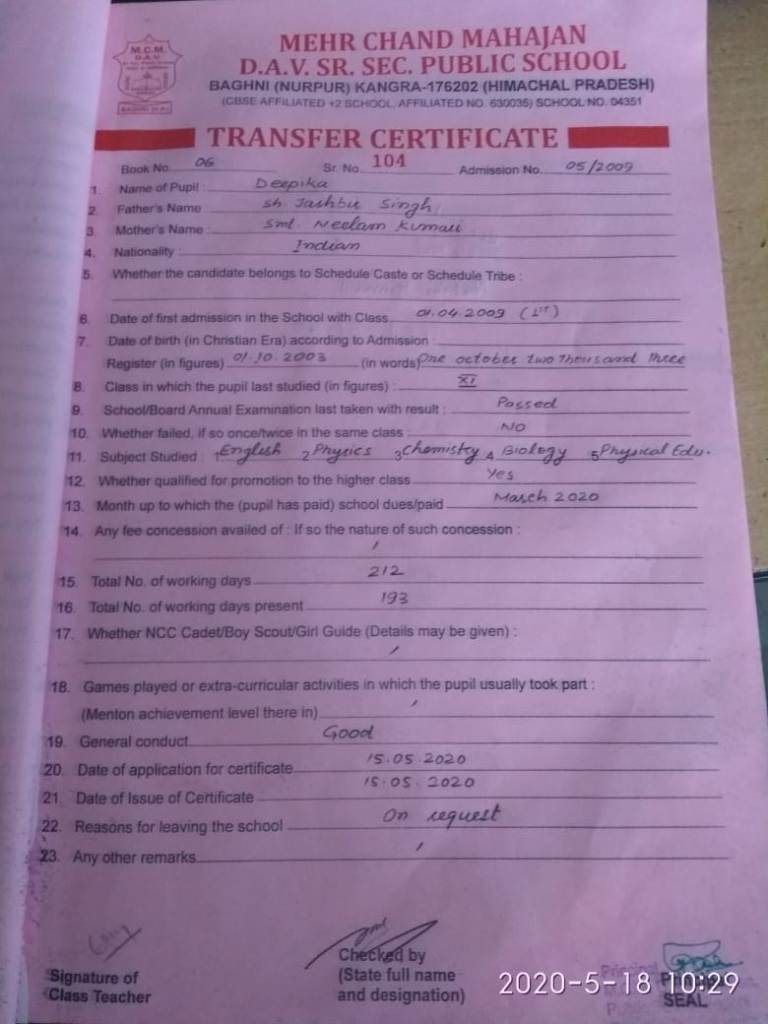 M.C.M.
D.A.V.
MEHR CHAND MAHAJAN
D.A.V. SR. SEC. PUBLIC SCHOOL
BAGHNI (NURPUR) KANGRA-176202 (HIMACHAL PRADESH)
(CBSE AFFILIATED +2 SCHOOL, AFFILIATED NO. 630035) SCHOOL NO. 04351
TRANSFER CERTIFICATE
Book No. 06 Sr. No. 104 Admission No. 05/2009
1. Name of Pupil : Deepika
2. Father's Name Sh. Jashbir Singh
3. Mother's Name : Smt. Neelam Kumari
4. Nationality : Indian
5. Whether the candidate belongs to Schedule Caste or Schedule Tribe :
6. Date of first admission in the School with Class 01.04.2009 (1st)
7. Date of birth (in Christian Era) according to Admission :
Register (in figures) 01.10.2003 (in words) One october two thousand three
8. Class in which the pupil last studied (in figures) : XI
9. School/Board Annual Examination last taken with result : Passed
10. Whether failed, if so once/twice in the same class : NO
11. Subject Studied : 1 English 2 Physics 3 Chemistry 4 Biology 5 Physical Edu.
12. Whether qualified for promotion to the higher class Yes
13. Month up to which the (pupil has paid) school dues/paid March 2020
14. Any fee concession availed of : If so the nature of such concession :
15. Total No. of working days 212
16. Total No. of working days present 193
17. Whether NCC Cadet/Boy Scout/Girl Guide (Details may be given) :
18. Games played or extra-curricular activities in which the pupil usually took part :
(Menton achievement level there in)
19. General conduct Good
20. Date of application for certificate 15.05.2020
21. Date of Issue of Certificate 15.05.2020
22. Reasons for leaving the school On request
23. Any other remarks
Signature of
Class Teacher
Checked by
(State full name
and designation)
SEAL
2020-5-18 10:29